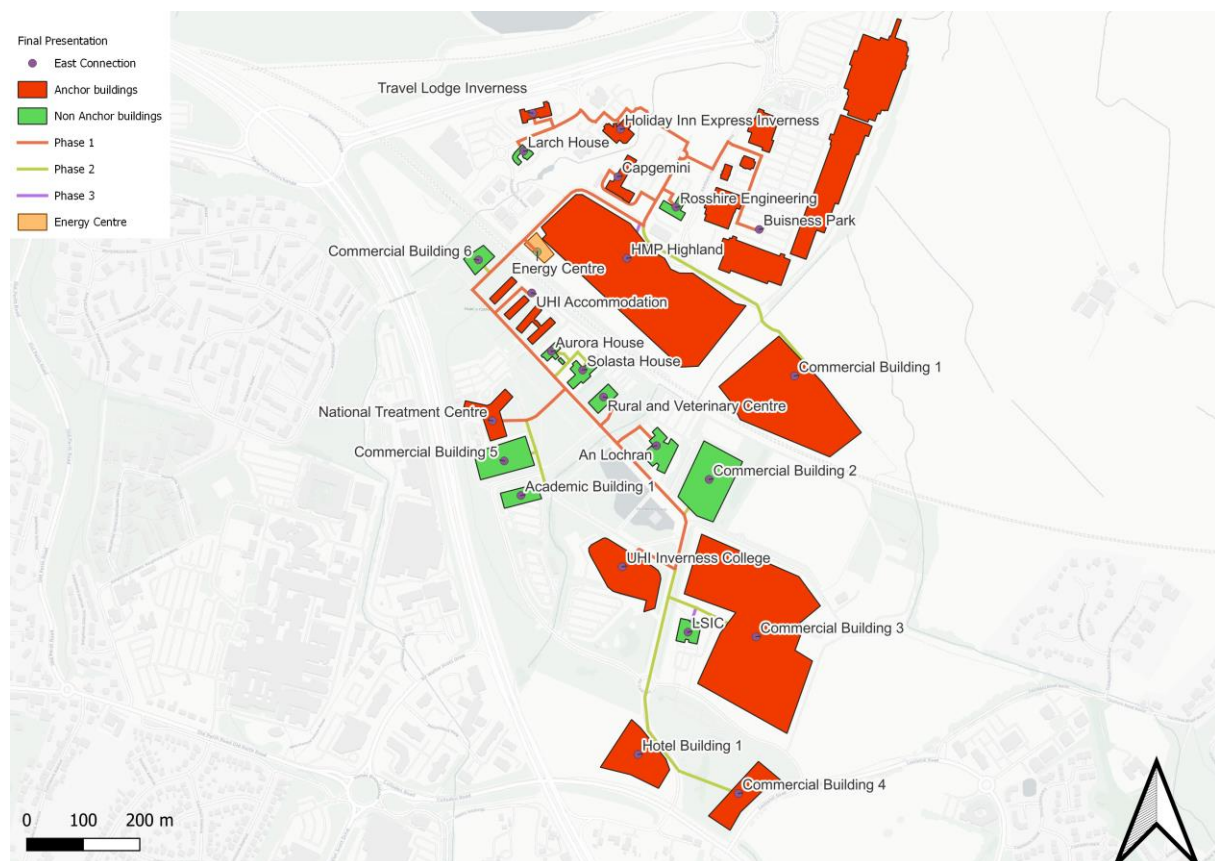 Final Presentation
East Connection
Anchor buildings
Non Anchor buildings
Phase 1
Phase 2
Phase 3
Energy Centre
Travel Lodge Inverness
Holiday Inn Express Inverness
Larch House
Capgemini
Rosshire Engineering
Buisness Park
HMP Highland
Commercial Building 6
Energy Centre
UHI Accommodation
Aurora House
Solasta House
Commercial Building 1
Rural and Veterinary Centre
National Treatment Centre
Commercial Building 5
An Lochran
Commercial Building 2
Academic Building 1
UHI Inverness College
LSIC
Commercial Building 3
Hotel Building 1
Commercial Building 4
0 100 200 m